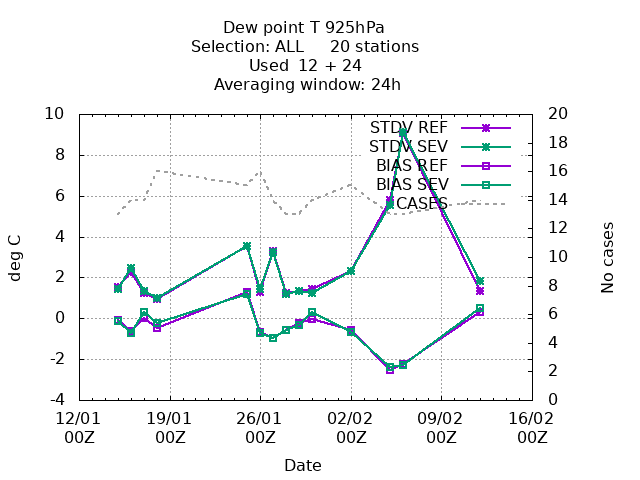 Dew point T 925hPa
Selection: ALL     20 stations
Used  12 + 24
Averaging window: 24h
STDV REF
STDV SEV
BIAS REF
BIAS SEV
CASES
deg C
10
8
6
4
2
0
-2
-4
No cases
20
18
16
14
12
10
8
6
4
2
0
12/01 19/01 26/01 02/02 09/02 16/02
00Z 00Z 00Z 00Z 00Z 00Z
Date